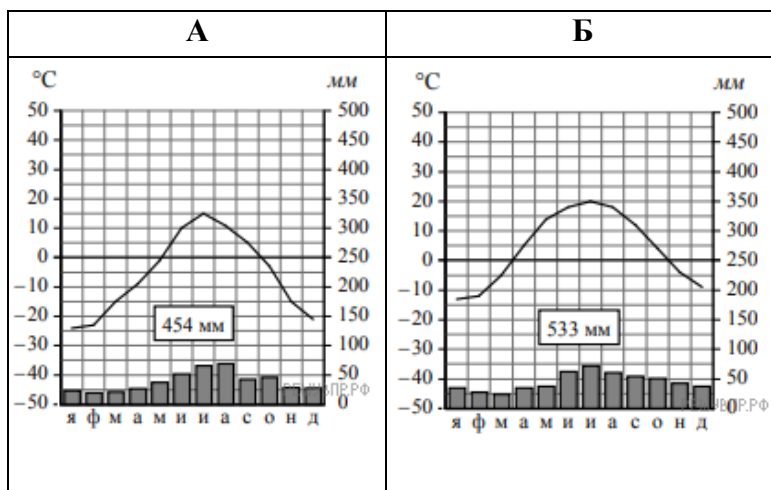 А Б
°C мм °C мм
50 500 50 500
40 450 40 450
30 400 30 400
20 350 20 350
10 300 10 300
0 250 0 250
−10 200 −10 200
−20 150 −20 150
454 мм 533 мм
−30 100 −30 100
−40 50 −40 50
−50 0 −50 0
я ф м а м и и а с о н д я ф м а м и и а с о н д